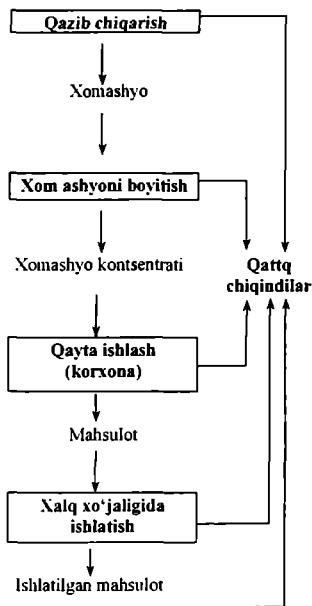 Qazib chiqarish
Xomashyo
Xom ashyoni boyitish
Xomashyo kontsentrati
Qattq
chiqindilar
Qayta ishlash
(korxona)
Mahsulot
Xalq xo‘jaligida
ishlatish
Ishlatilgan mahsulot